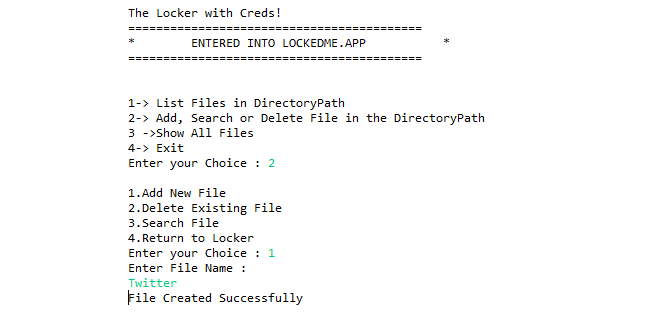 The Locker with Creds!
==========================================
*        ENTERED INTO LOCKEDME.APP           *
==========================================
1-> List Files in DirectoryPath
2-> Add, Search or Delete File in the DirectoryPath
3 ->Show All Files
4-> Exit
Enter your Choice : 2
1.Add New File
2.Delete Existing File
3.Search File
4.Return to Locker
Enter your Choice : 1
Enter File Name :
Twitter
File Created Successfully